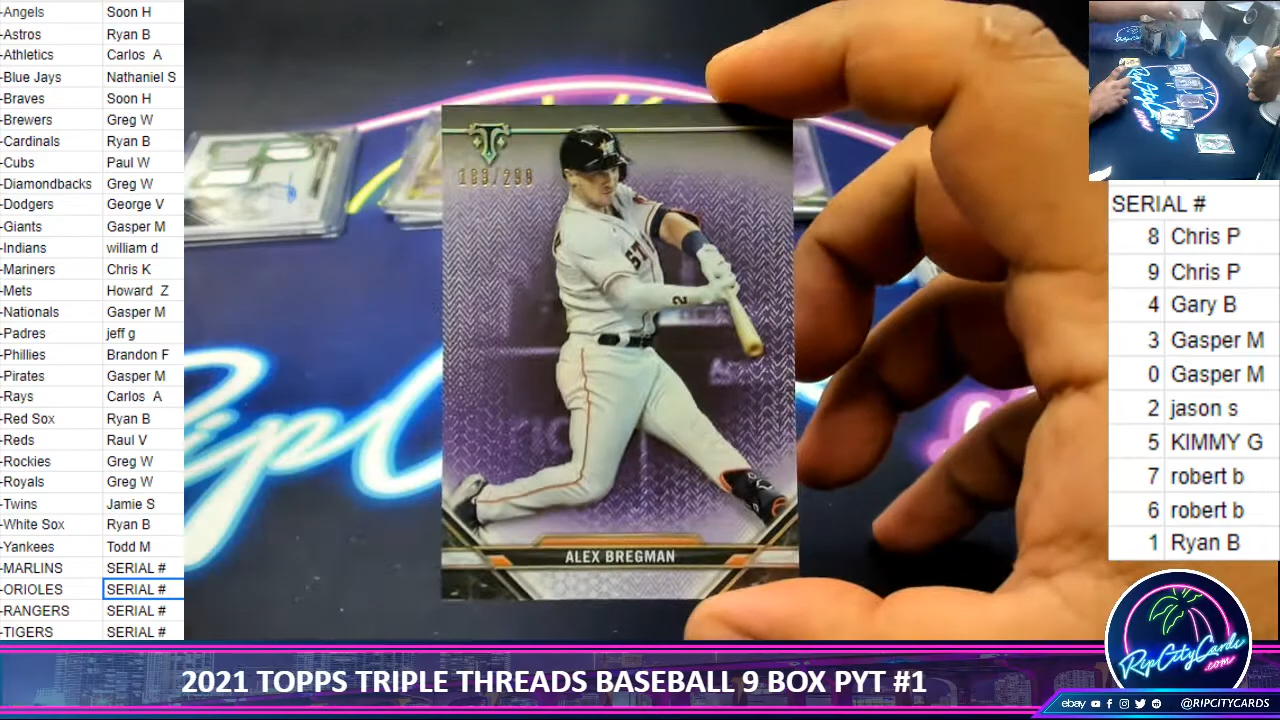 -Angels Soon H
-Astros Ryan B
-Athletics Carlos A
-Blue Jays Nathaniel S
-Braves Soon H
-Brewers Greg W
-Cardinals Ryan B
-Cubs Paul W
-Diamondbacks Greg W
-Dodgers George V
-Giants Gasper M
-Indians william d
-Mariners Chris K
-Mets Howard Z
-Nationals Gasper M
-Padres jeff g
-Phillies Brandon F
-Pirates Gasper M
-Rays Carlos A
-Red Sox Ryan B
-Reds Raul V
-Rockies Greg W
-Royals Greg W
-Twins Jamie S
-White Sox Ryan B
-Yankees Todd M
-MARLINS SERIAL #
-ORIOLES SERIAL #
-RANGERS SERIAL #
-TIGERS SERIAL #
2
ALEX BREGMAN
SERIAL #
8 Chris P
9 Chris P
4 Gary B
3 Gasper M
0 Gasper M
2 jason s
5 KIMMY G
7 robert b
6 robert b
1 Ryan B
RipCityCards
.com
2021 TOPPS TRIPLE THREADS BASEBALL 9 BOX PYT #1
ebay @RIPCITYCARDS